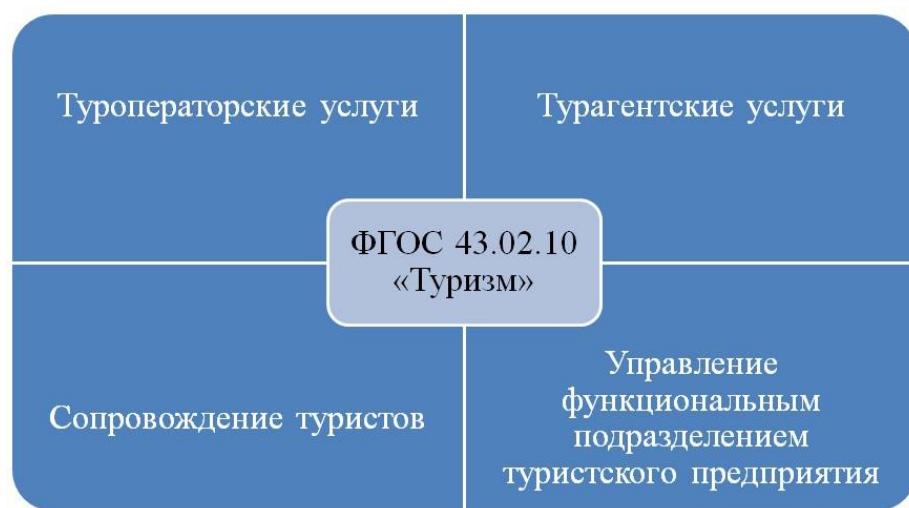 Туроператорские услуги
Турагентские услуги
ФГОС 43.02.10
«Туризм»
Сопровождение туристов
Управление
функциональным
подразделением
туристского предприятия